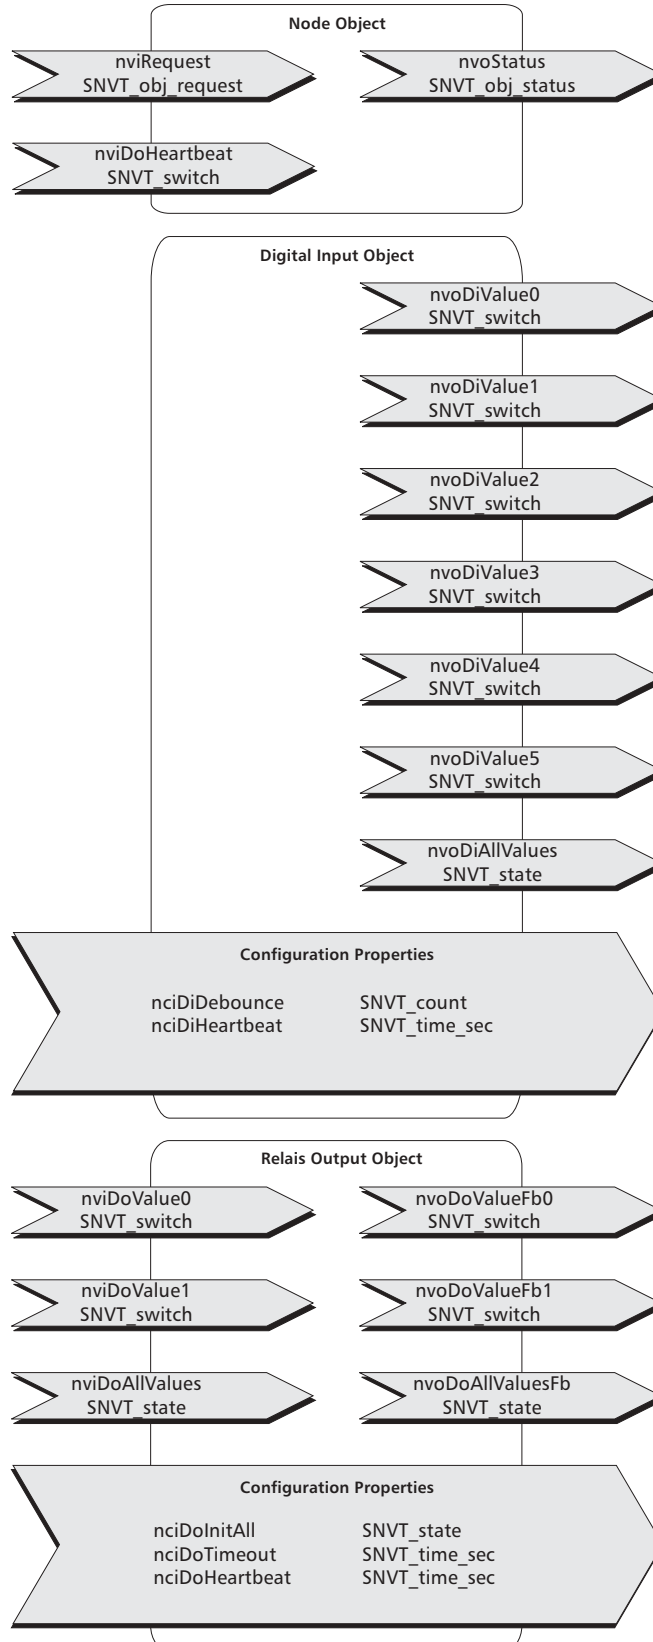 Node Object
nviRequest
SNVT_obj_request
nvoStatus
SNVT_obj_status
nviDoHeartbeat
SNVT_switch
Digital Input Object
nvoDiValue0
SNVT_switch
nvoDiValue1
SNVT_switch
nvoDiValue2
SNVT_switch
nvoDiValue3
SNVT_switch
nvoDiValue4
SNVT_switch
nvoDiValue5
SNVT_switch
nvoDiAllValues
SNVT_state
Configuration Properties
nciDiDebounce SNVT_count
nciDiHeartbeat SNVT_time_sec
Relais Output Object
nviDoValue0
SNVT_switch
nvoDoValueFb0
SNVT_switch
nviDoValue1
SNVT_switch
nvoDoValueFb1
SNVT_switch
nviDoAllValues
SNVT_state
nvoDoAllValuesFb
SNVT_state
Configuration Properties
nciDoInitAll SNVT_state
nciDoTimeout SNVT_time_sec
nciDoHeartbeat SNVT_time_sec